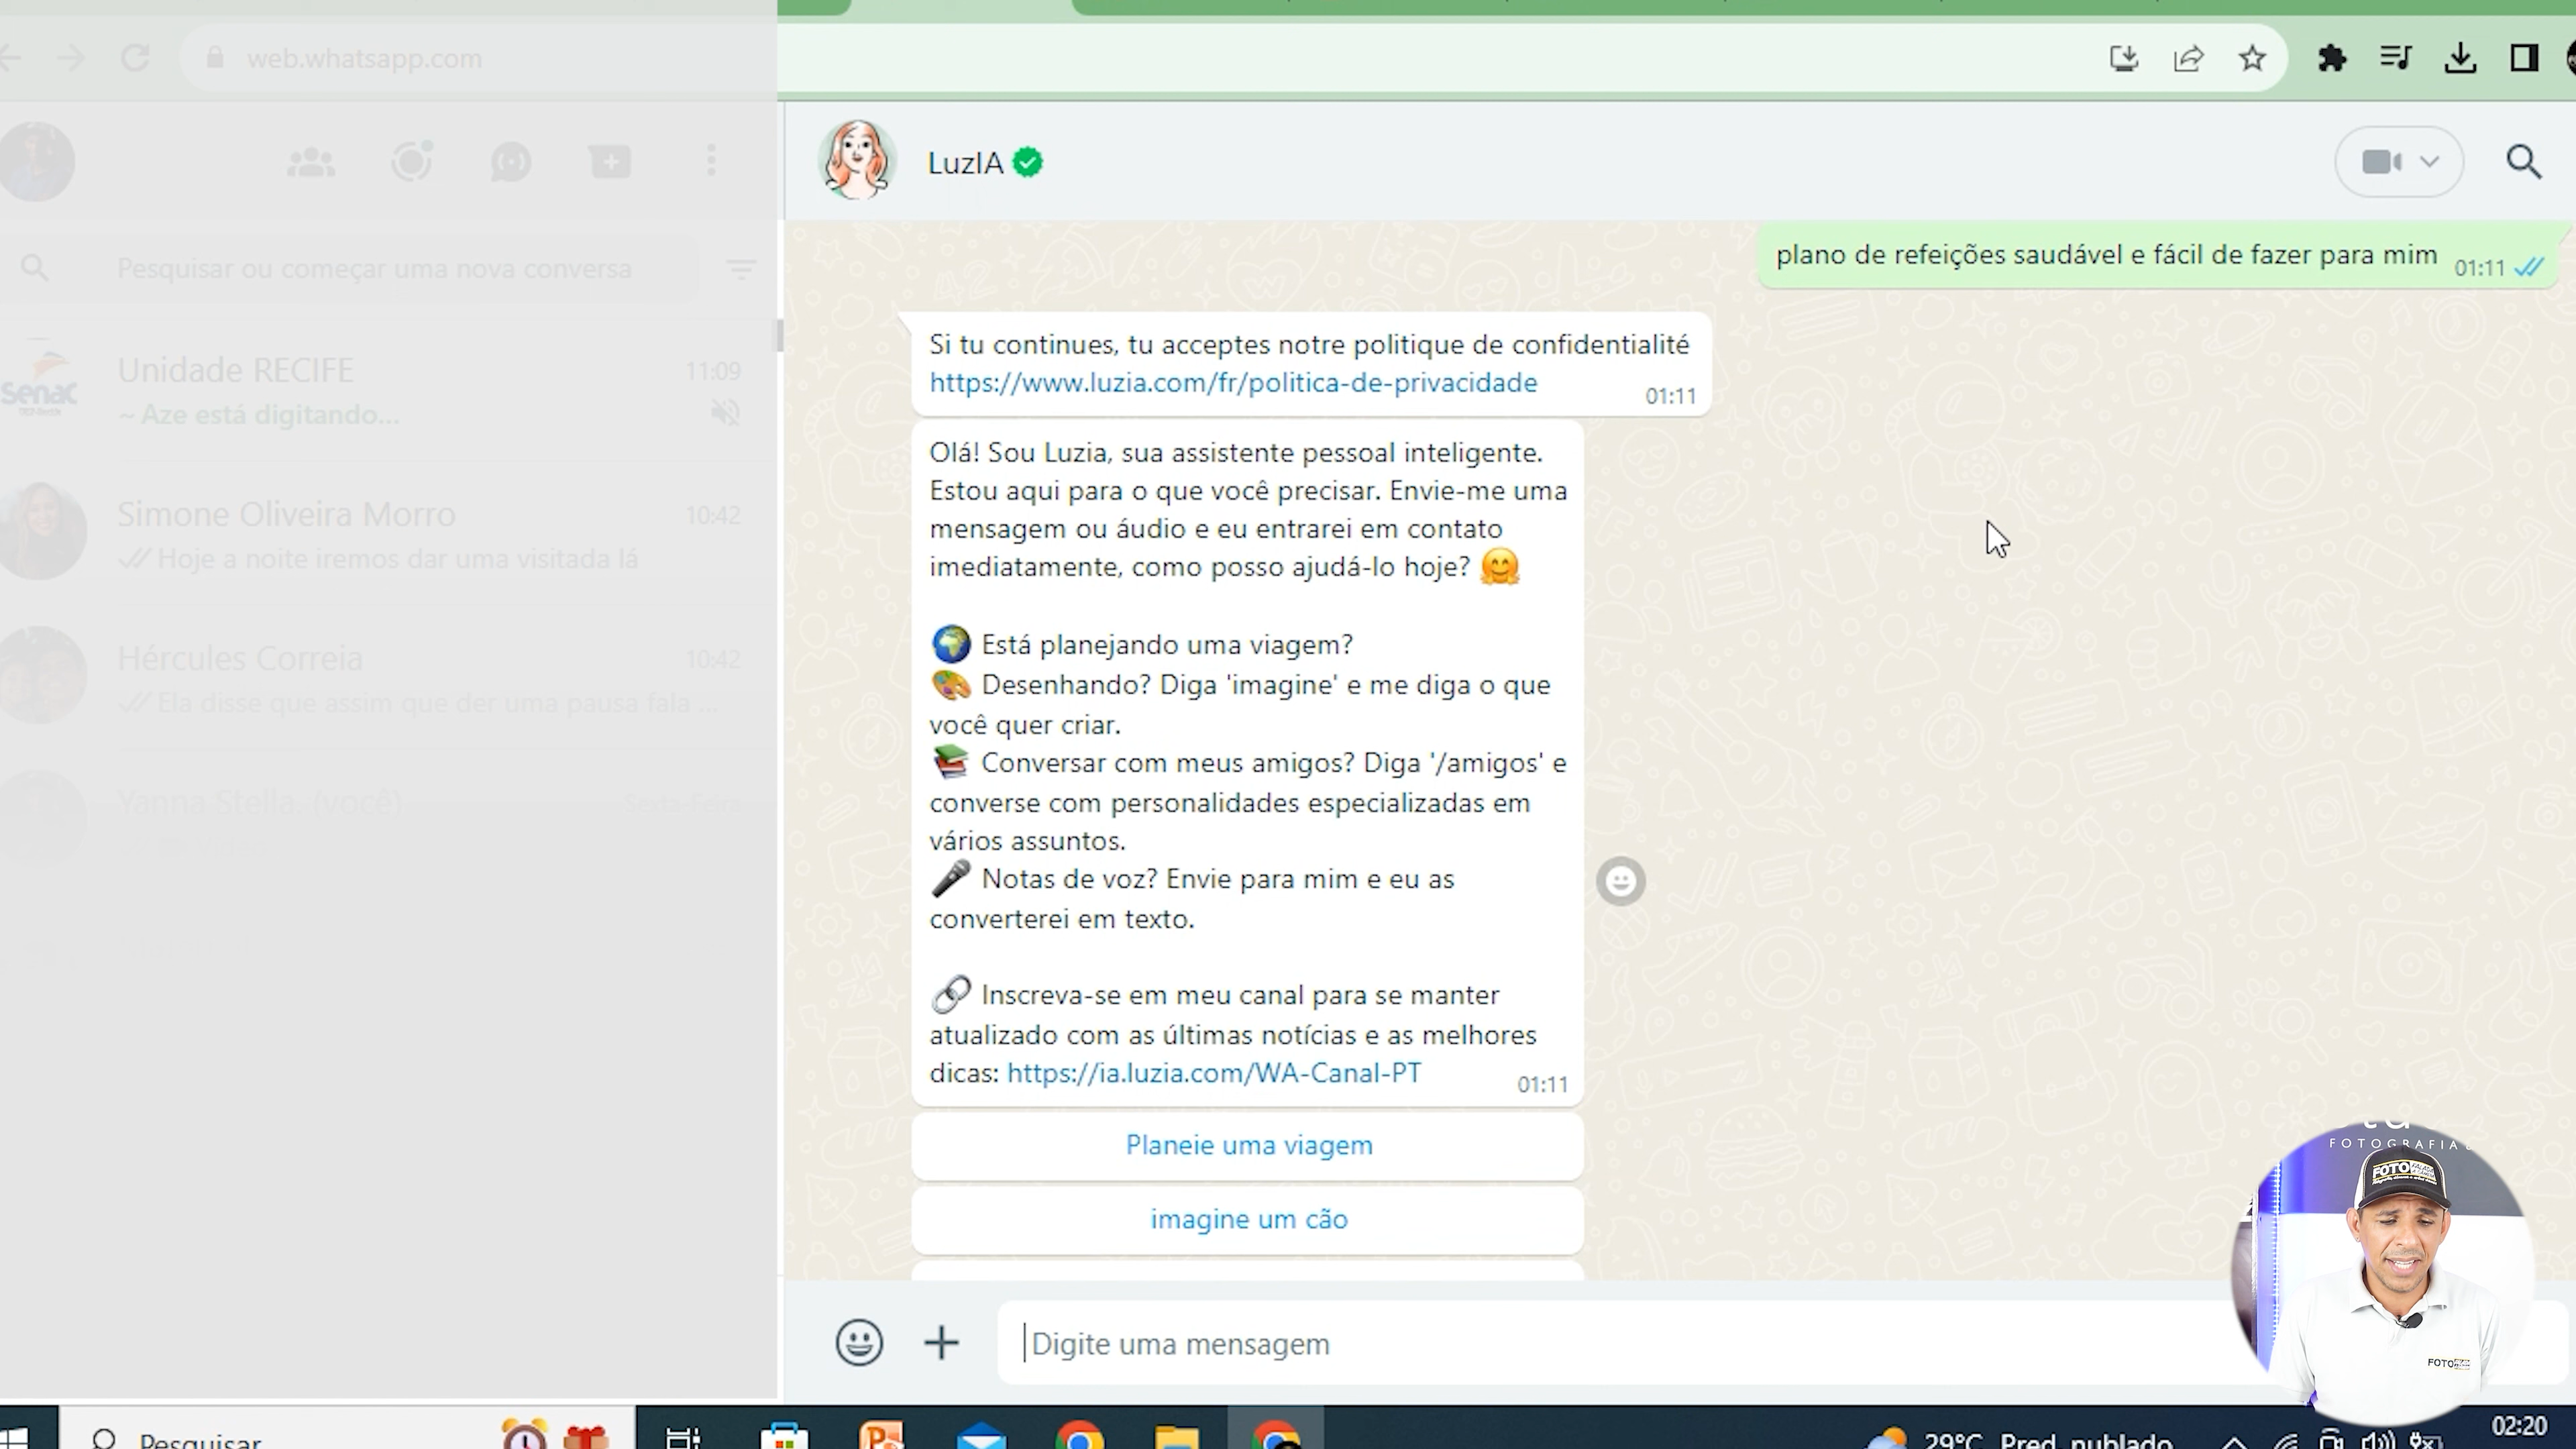 web.whatsapp.com
LuzIA
plano de refeições saudável e fácil de fazer para mim 01:11
Pesquisar ou começar uma nova conversa
Senac
Unidade RECIFE 11:09
~ Aze está digitando...
Simone Oliveira Morro 10:42
Hoje a noite iremos dar uma visitada lá
Hércules Correia 10:42
Ela disse que assim que der uma pausa fala ...
Yanna Stella. (você) Sexta-Feira
Si tu continues, tu acceptes notre politique de confidentialité
https://www.luzia.com/fr/politica-de-privacidade 01:11
Olá! Sou Luzia, sua assistente pessoal inteligente.
Estou aqui para o que você precisar. Envie-me uma
mensagem ou áudio e eu entrarei em contato
imediatamente, como posso ajudá-lo hoje? 🤗
🌍 Está planejando uma viagem?
🎨 Desenhando? Diga 'imagine' e me diga o que
você quer criar.
📚 Conversar com meus amigos? Diga '/amigos' e
converse com personalidades especializadas em
vários assuntos.
🎤 Notas de voz? Envie para mim e eu as
converterei em texto.
🔗 Inscreva-se em meu canal para se manter
atualizado com as últimas notícias e as melhores
dicas: https://ia.luzia.com/WA-Canal-PT 01:11
Planeie uma viagem
imagine um cão
Digite uma mensagem
FOTOGRAFIA
FOTO
FOTO
Pesquisar
29°C Pred. nublado
02:20